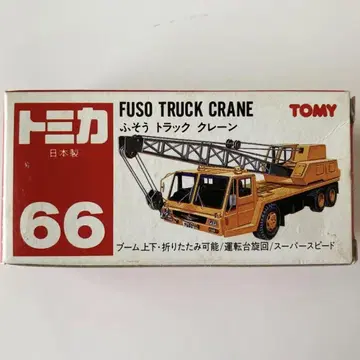 トミカ
日本製
66
FUSO TRUCK CRANE
ふそう トラック クレーン
TOMY
ブーム上下・折りたたみ可能/運転台旋回/スーパースピード